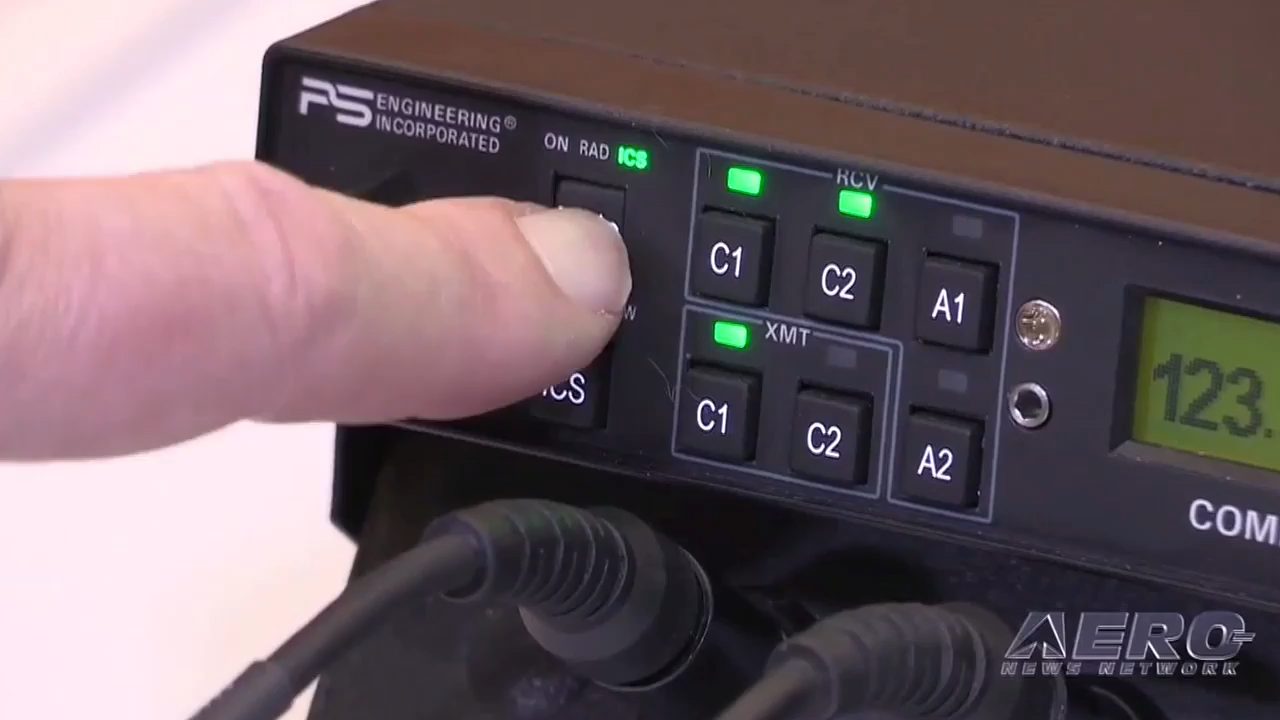 PS ENGINEERING®
INCORPORATED
ON RAD ICS
RCV
C1 C2 A1
XMT
C1 C2 A2
ICS
123.
COM
AERO
NEWS NETWORK